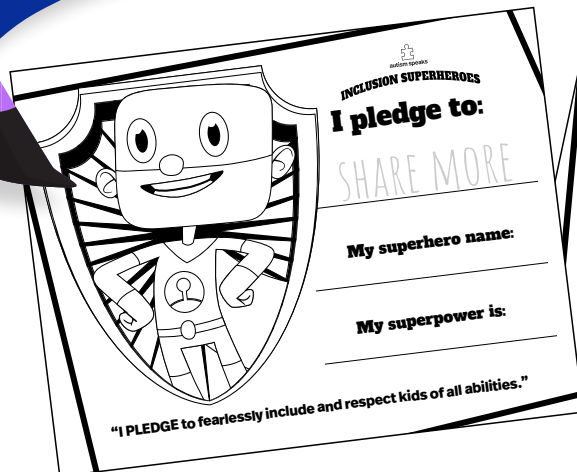 autism speaks
INCLUSION SUPERHEROES
I pledge to:
SHARE MORE
My superhero name:
My superpower is:
“I PLEDGE to fearlessly include and respect kids of all abilities.”